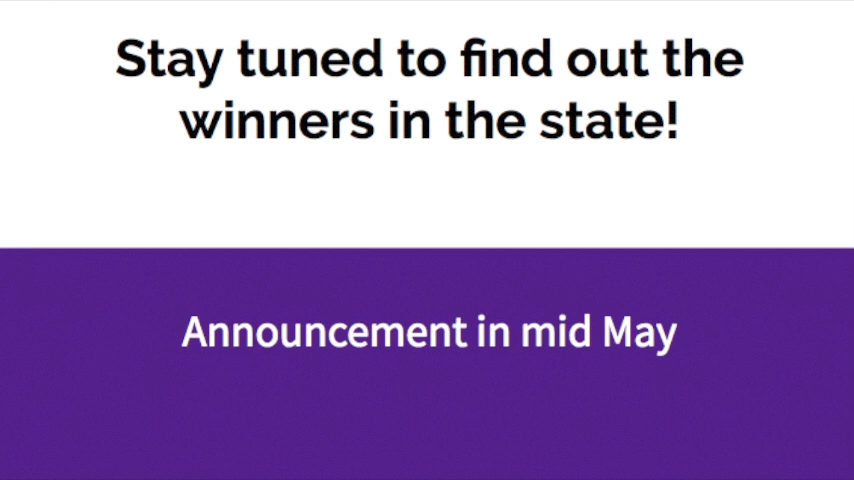 Stay tuned to find out the
winners in the state!
Announcement in mid May